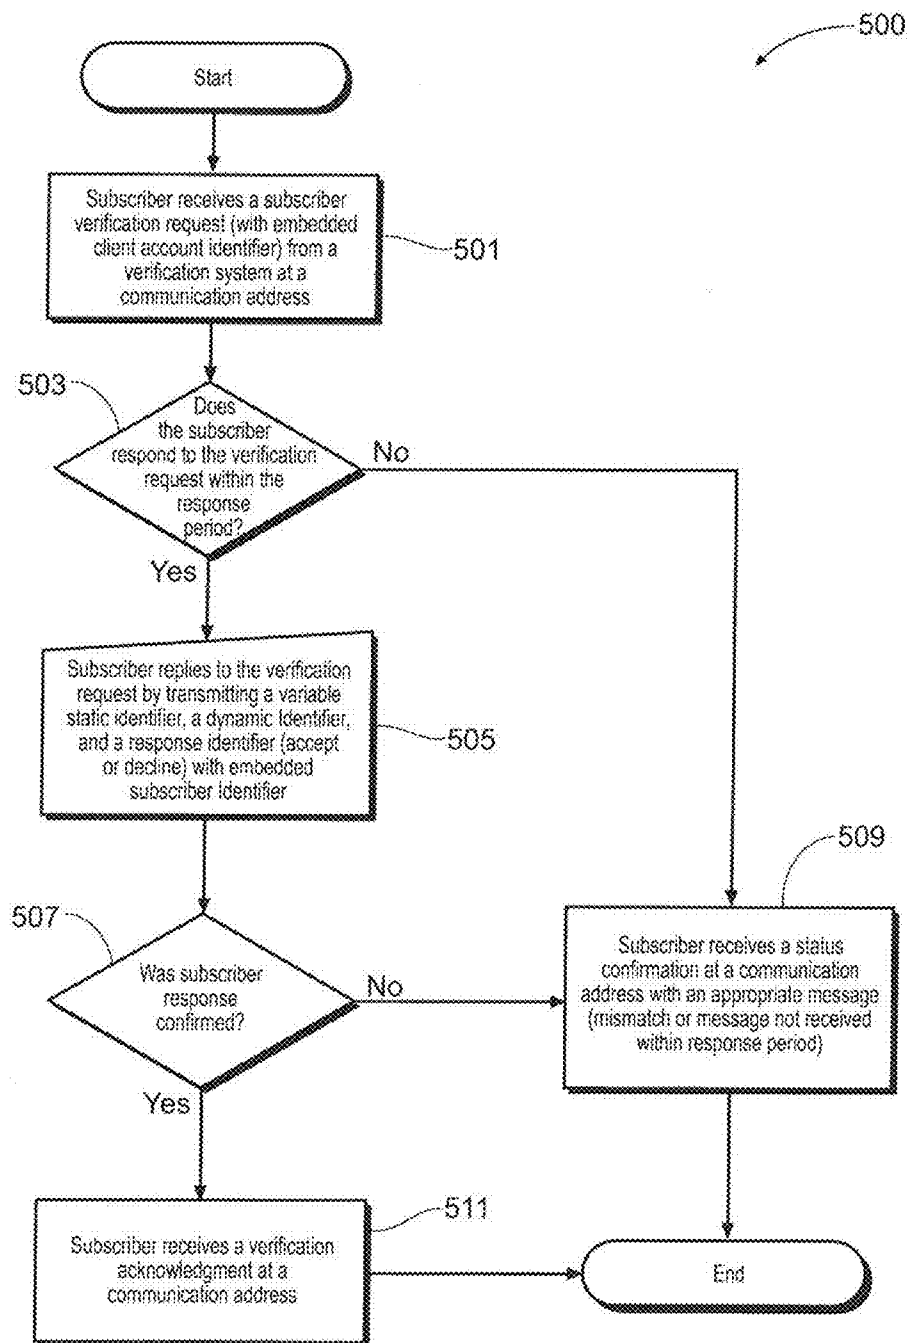 500
Start
Subscriber receives a subscriber
verification request (with embedded
client account identifier) from a
verification system at a
communication address
501
503
Does
the subscriber
respond to the verification
request within the
response
period?
No
Yes
Subscriber replies to the verification
request by transmitting a variable
static identifier, a dynamic Identifier,
and a response identifier (accept
or decline) with embedded
subscriber Identifier
505
507
Was subscriber
response
confirmed?
No
Yes
509
Subscriber receives a status
confirmation at a communication
address with an appropriate message
(mismatch or message not received
within response period)
511
Subscriber receives a verification
acknowledgment at a
communication address
End